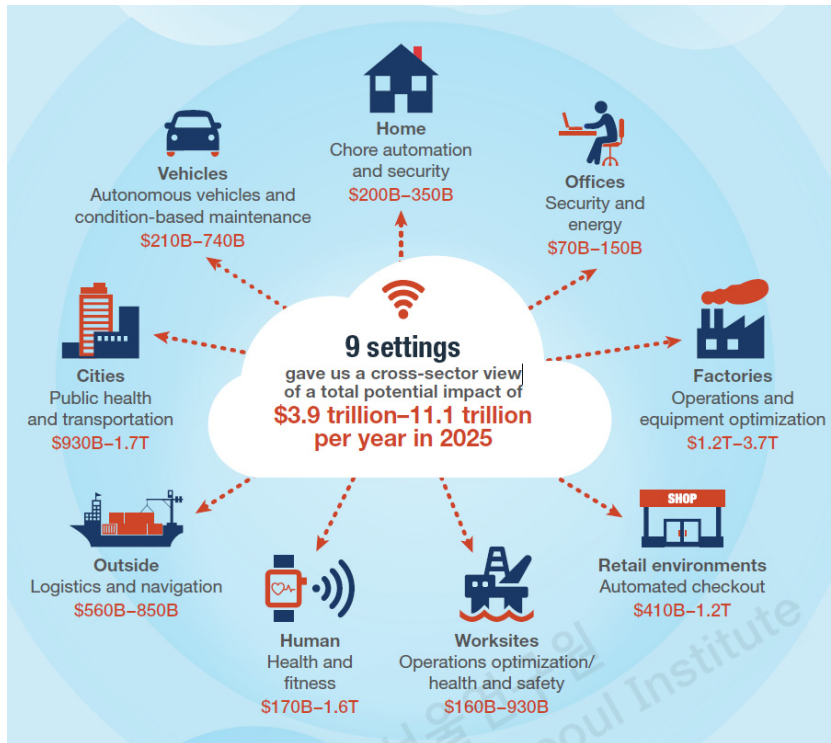 Home
Chore automation
and security
$200B–350B
Offices
Security and
energy
$70B–150B
Factories
Operations and
equipment optimization
$1.2T–3.7T
SHOP
Retail environments
Automated checkout
$410B–1.2T
Worksites
Operations optimization/
health and safety
$160B–930B
Human
Health and
fitness
$170B–1.6T
Outside
Logistics and navigation
$560B–850B
Cities
Public health
and transportation
$930B–1.7T
Vehicles
Autonomous vehicles and
condition-based maintenance
$210B–740B
9 settings
gave us a cross-sector view
of a total potential impact of
$3.9 trillion–11.1 trillion
per year in 2025
Institute